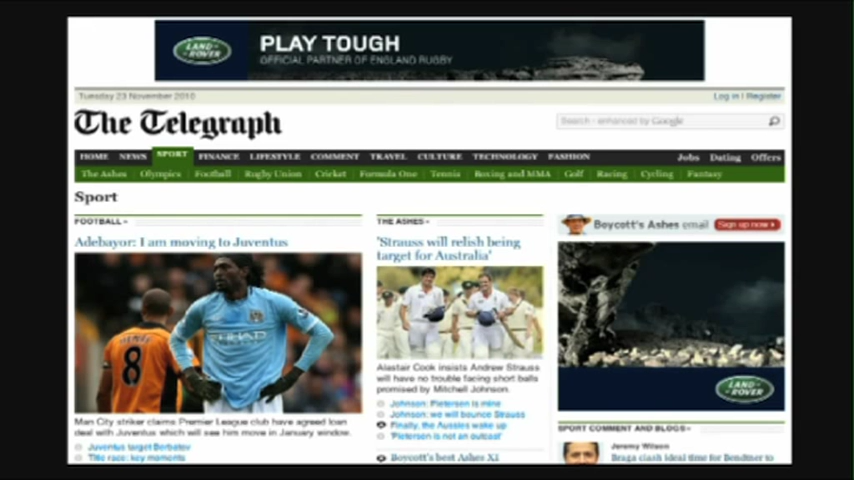 LAND ROVER
PLAY TOUGH
OFFICIAL PARTNER OF ENGLAND RUGBY
Tuesday 23 November 2010
Log in | Register
The Telegraph
Search - enhanced by Google
HOME NEWS SPORT FINANCE LIFESTYLE COMMENT TRAVEL CULTURE TECHNOLOGY FASHION Jobs Dating Offers
The Ashes Olympics Football Rugby Union Cricket Formula One Tennis Boxing and MMA Golf Racing Cycling Fantasy
Sport
FOOTBALL
Adebayor: I am moving to Juventus
8
ETIHAD
Man City striker claims Premier League club have agreed loan
deal with Juventus which will see him move in January window.
Juventus target Berbatov
Title race: key moments
THE ASHES
'Strauss will relish being
target for Australia'
Alastair Cook insists Andrew Strauss
will have no trouble facing short balls
promised by Mitchell Johnson.
Johnson: Pietersen is mine
Johnson: we will bounce Strauss
Finally, the Aussies wake up
'Pietersen is not an outcast'
Boycott's best Ashes XI
Boycott's Ashes email Sign up now
LAND ROVER
SPORT COMMENT AND BLOGS
Jeremy Wilson
Braga clash ideal time for Bendtner to